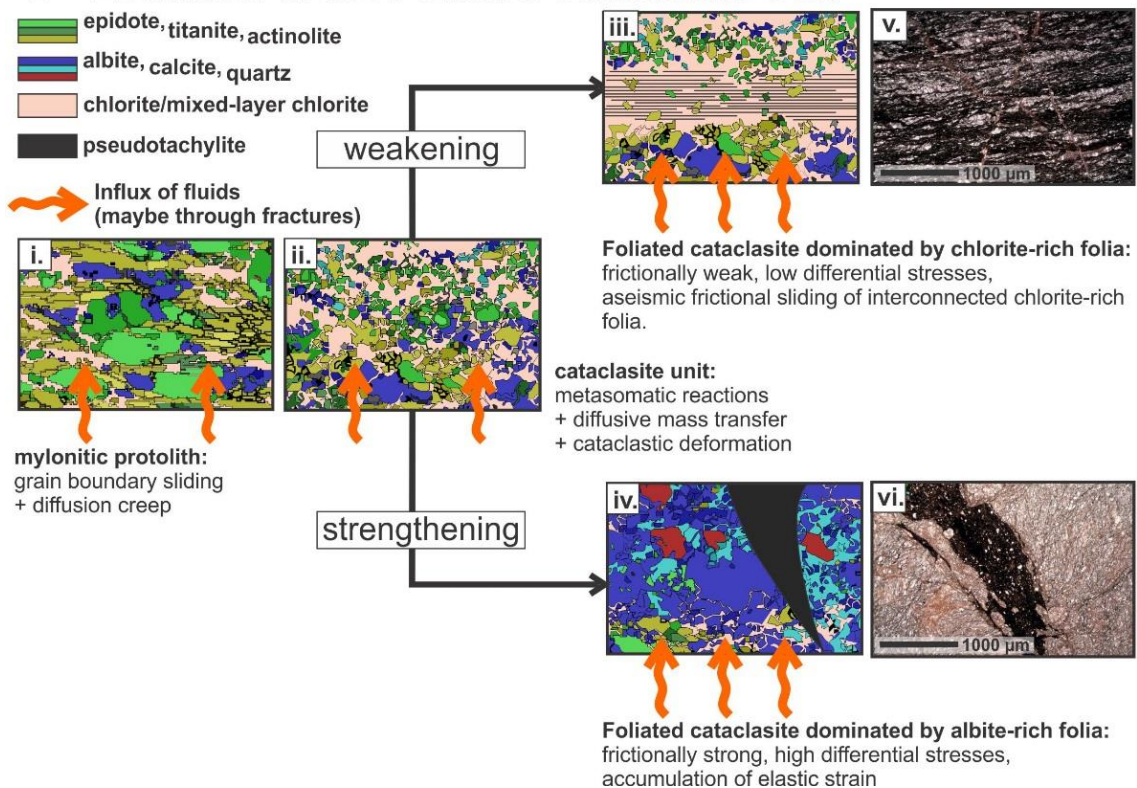 epidote, titanite, actinolite
albite, calcite, quartz
chlorite/mixed-layer chlorite
pseudotachylite
Influx of fluids
(maybe through fractures)
weakening
i.
ii.
iii.
v.
1000 µm
Foliated cataclasite dominated by chlorite-rich folia:
frictionally weak, low differential stresses,
aseismic frictional sliding of interconnected chlorite-rich
folia.
mylonitic protolith:
grain boundary sliding
+ diffusion creep
cataclasite unit:
metasomatic reactions
+ diffusive mass transfer
+ cataclastic deformation
strengthening
iv.
vi.
1000 µm
Foliated cataclasite dominated by albite-rich folia:
frictionally strong, high differential stresses,
accumulation of elastic strain